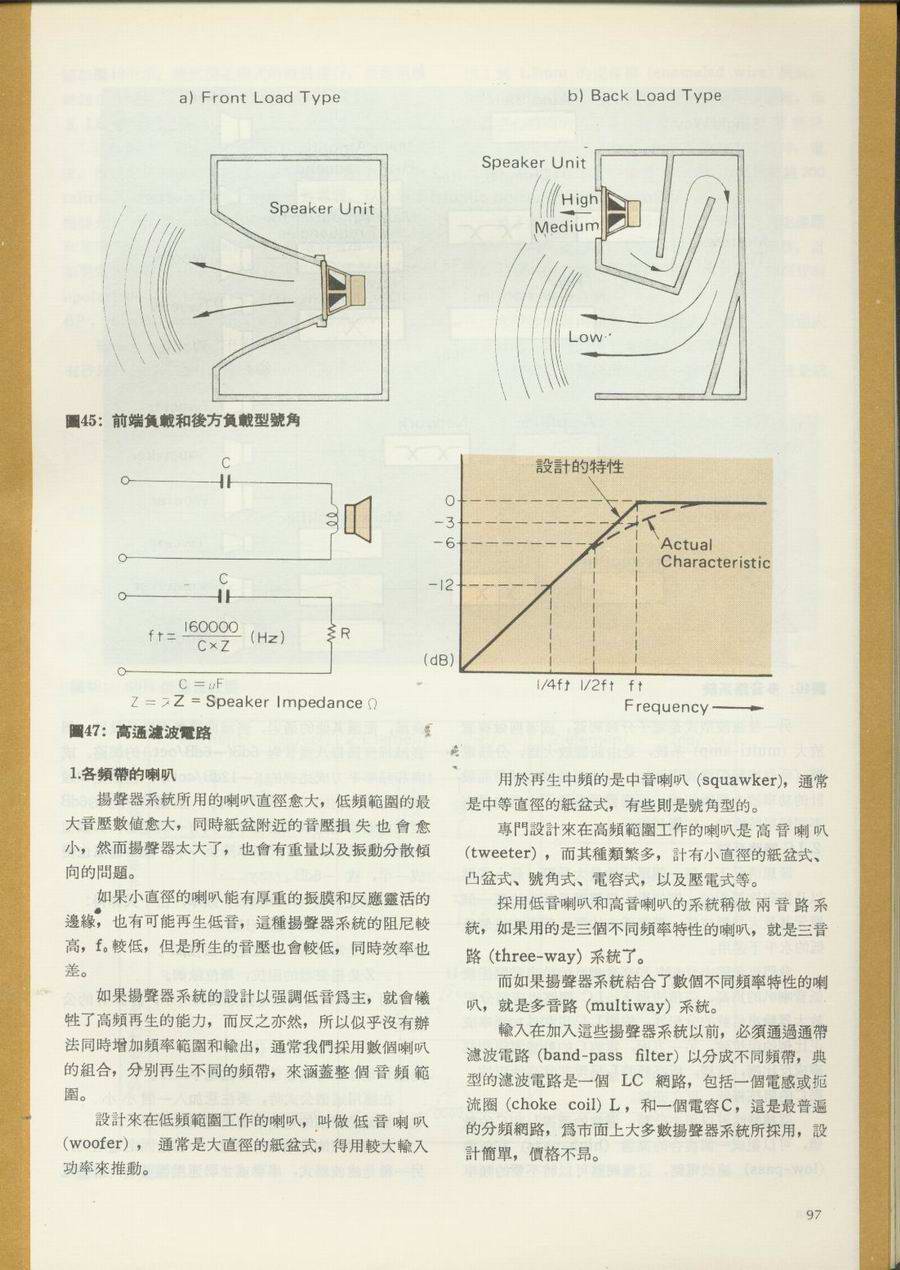 a) Front Load Type
b) Back Load Type
Speaker Unit
Speaker Unit
High
Medium
Low
圖45：前端負載和後方負載型號角
C
C
ft= 160000 / C×Z (Hz)
R
C = uF
Z = Speaker Impedance Ω
設計的特性
0
-3
-6
-12
(dB)
Actual
Characteristic
1/4ft 1/2ft ft
Frequency
圖47：高通濾波電路
1.各頻帶的喇叭
揚聲器系統所用的喇叭直徑愈大，低頻範圍的最
大音壓數値愈大，同時紙盆附近的音壓損失也會愈
小，然而揚聲器太大了，也會有重量以及振動分散傾
向的問題。
如果小直徑的喇叭能有厚重的振膜和反應靈活的
邊緣，也有可能再生低音，這種揚聲器系統的阻尼較
高，f₀較低，但是所生的音壓也會較低，同時效率也
差。
如果揚聲器系統的設計以强調低音爲主，就會犧
牲了高頻再生的能力，而反之亦然，所以似乎沒有辦
法同時增加頻率範圍和輸出，通常我們採用數個喇叭
的組合，分別再生不同的頻帶，來涵蓋整個音頻範
圍。
設計來在低頻範圍工作的喇叭，叫做低音喇叭
(woofer)，通常是大直徑的紙盆式，得用較大輸入
功率來推動。
用於再生中頻的是中音喇叭 (squawker)，通常
是中等直徑的紙盆式，有些則是號角型的。
專門設計來在高頻範圍工作的喇叭是高音喇叭
(tweeter)，而其種類繁多，計有小直徑的紙盆式、
凸盆式、號角式、電容式，以及壓電式等。
採用低音喇叭和高音喇叭的系統稱做兩音路系
統，如果用的是三個不同頻率特性的喇叭，就是三音
路 (three-way) 系統了。
而如果揚聲器系統結合了數個不同頻率特性的喇
叭，就是多音路 (multiway) 系統。
輸入在加入這些揚聲器系統以前，必須通過通帶
濾波電路 (band-pass filter) 以分成不同頻帶，典
型的濾波電路是一個 LC 網路，包括一個電感或扼
流圈 (choke coil) L，和一個電容C，這是最普遍
的分頻網路，爲市面上大多數揚聲器系統所採用，設
計簡單，價格不昂。
97